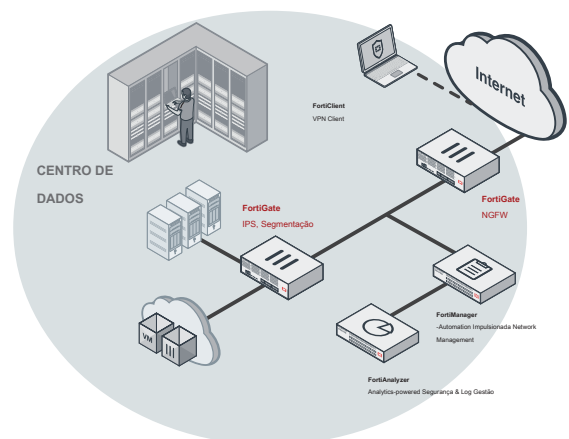 Internet
FortiClient
VPN Client
CENTRO DE
DADOS
FortiGate
IPS, Segmentação
FortiGate
NGFW
VM
FortiManager
-Automation Impulsionada Network
Management
FortiAnalyzer
Analytics-powered Segurança & Log Gestão